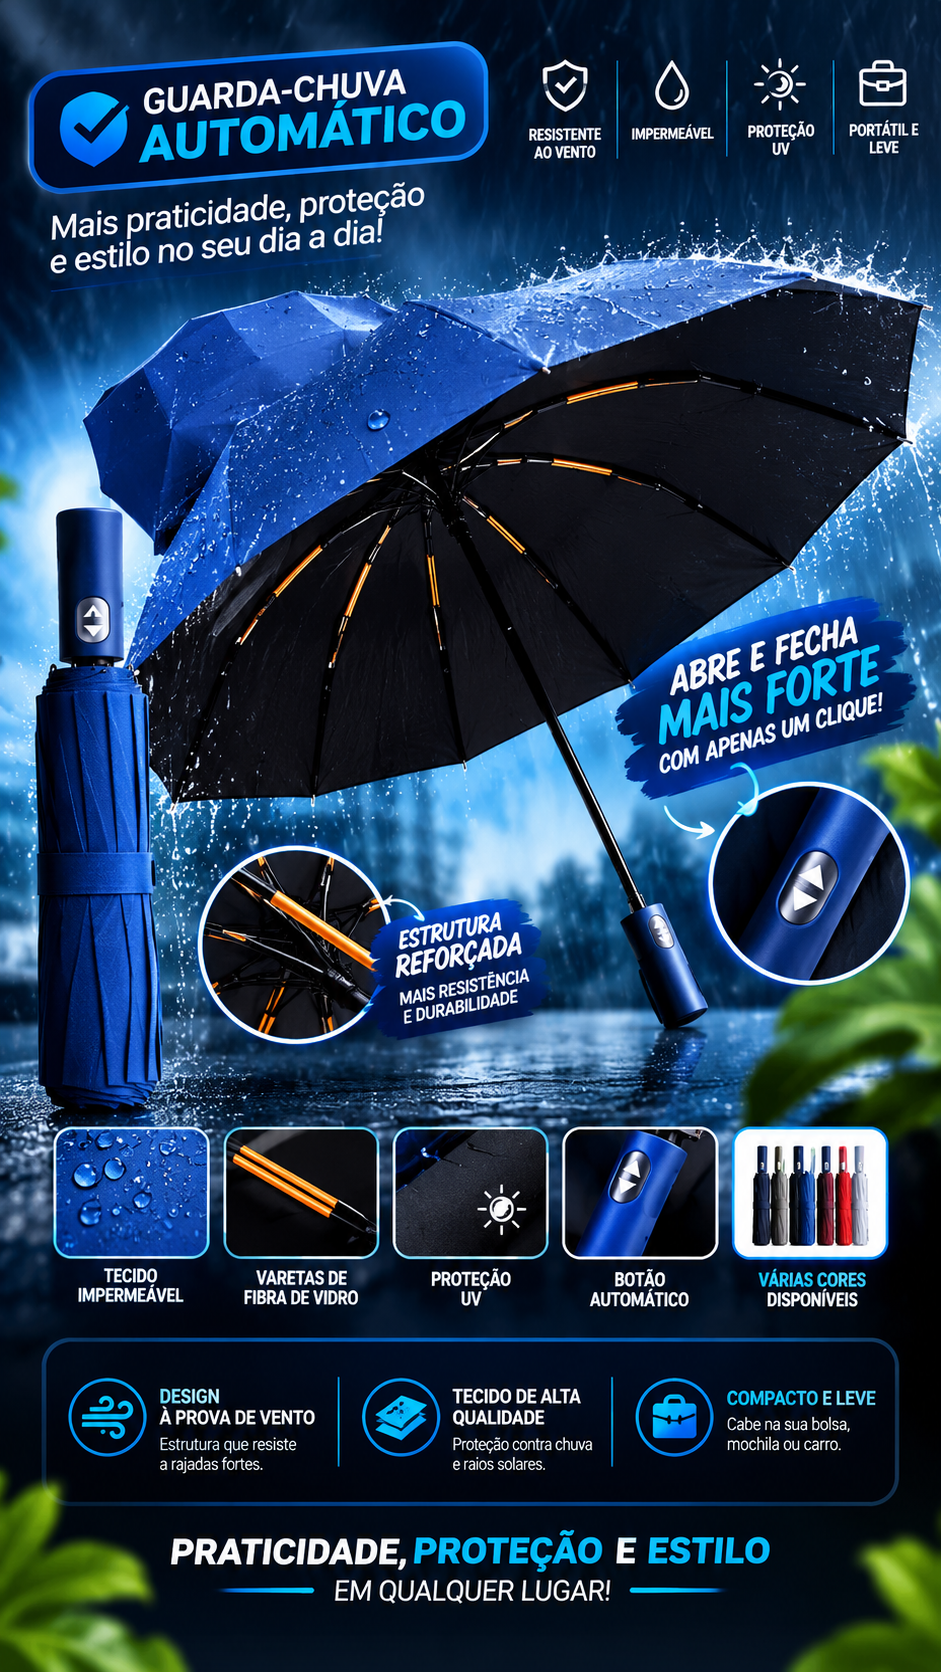 GUARDA-CHUVA
AUTOMÁTICO
Mais praticidade, proteção
e estilo no seu dia a dia!
RESISTENTE
AO VENTO
IMPERMEÁVEL
PROTEÇÃO
UV
PORTÁTIL E
LEVE
ABRE E FECHA
MAIS FORTE
COM APENAS UM CLIQUE!
ESTRUTURA
REFORÇADA
MAIS RESISTÊNCIA
E DURABILIDADE
TECIDO
IMPERMEÁVEL
VARETAS DE
FIBRA DE VIDRO
PROTEÇÃO
UV
BOTÃO
AUTOMÁTICO
VÁRIAS CORES
DISPONÍVEIS
DESIGN
À PROVA DE VENTO
Estrutura que resiste
a rajadas fortes.
TECIDO DE ALTA
QUALIDADE
Proteção contra chuva
e raios solares.
COMPACTO E LEVE
Cabe na sua bolsa,
mochila ou carro.
PRATICIDADE, PROTEÇÃO E ESTILO
EM QUALQUER LUGAR!